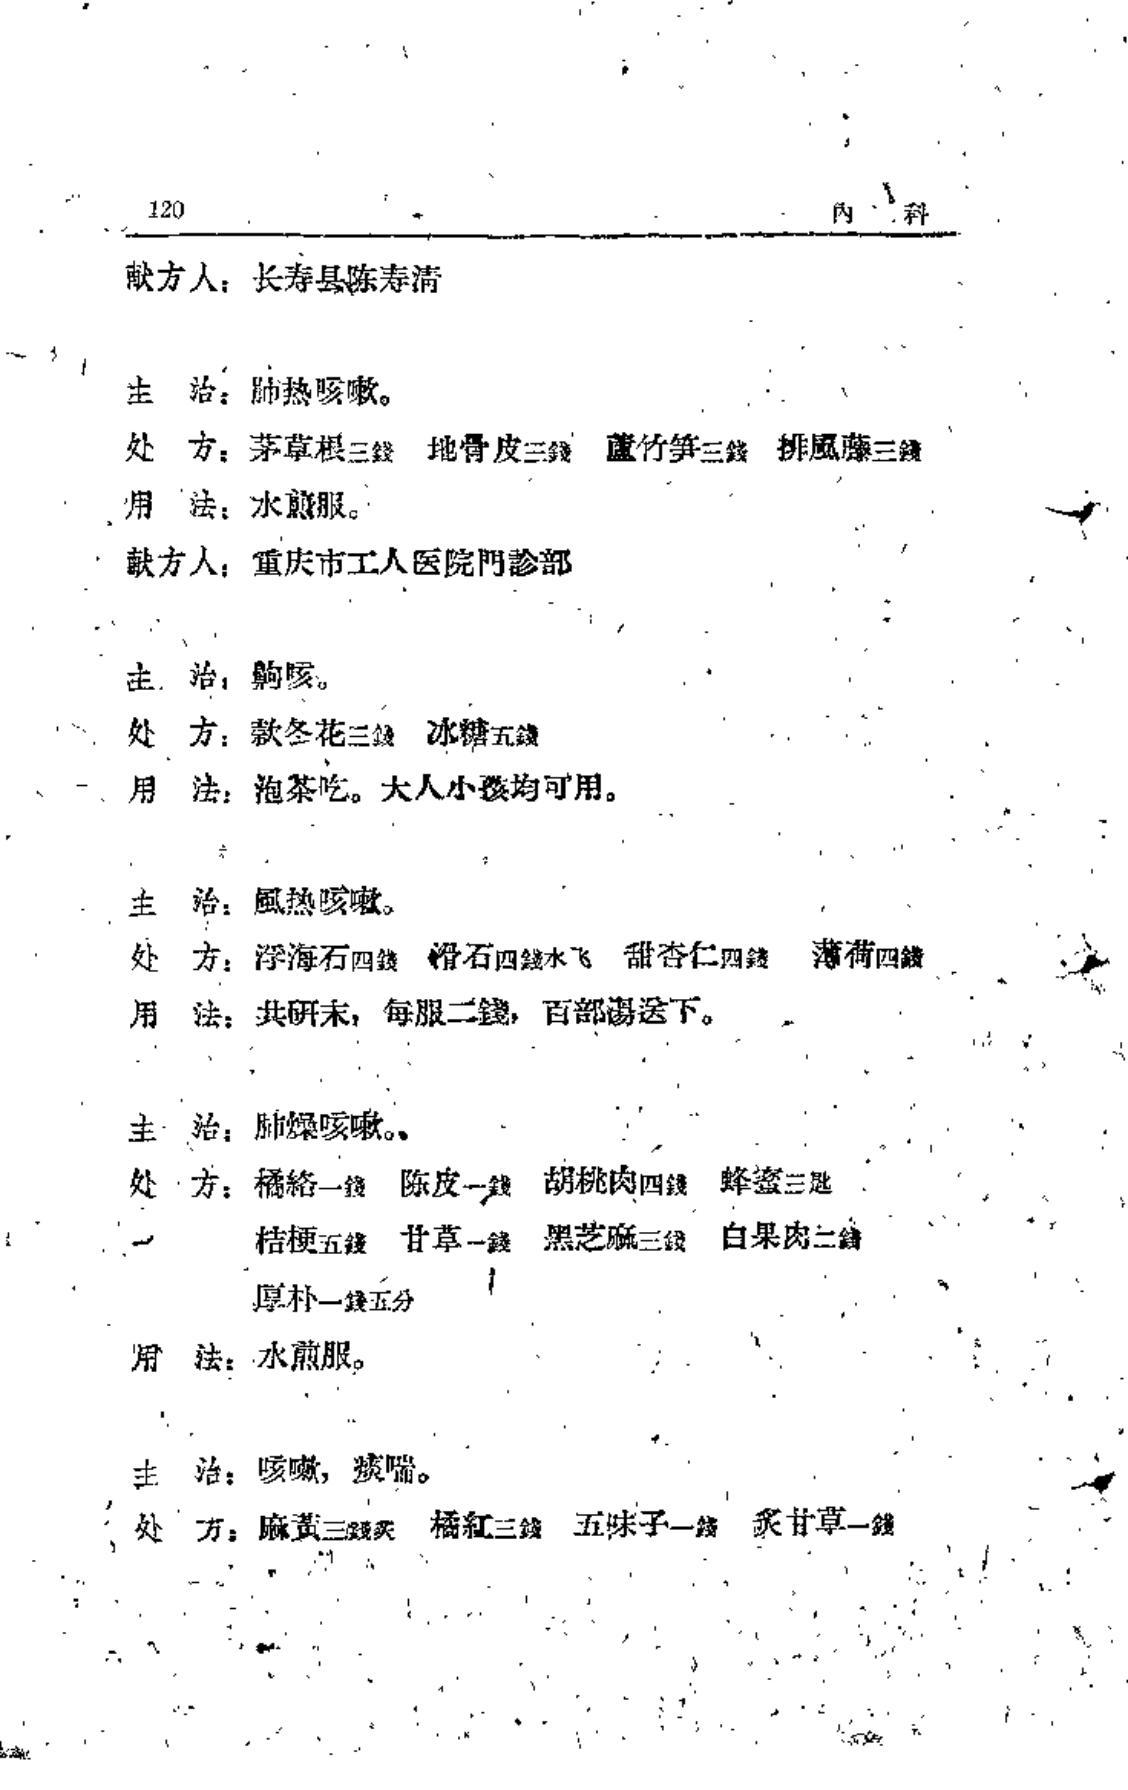 120 內 科
献方人：长寿县陈寿清
主 治：肺热咳嗽。
处 方：茅草根三錢 地骨皮三錢 蘆竹笋三錢 排風藤三錢
用 法：水煎服。
献方人：重庆市工人医院門診部
主 治：齁咳。
处 方：款冬花三錢 冰糖五錢
用 法：泡茶吃。大人小孩均可用。
主 治：風热咳嗽。
处 方：浮海石四錢 滑石四錢水飞 甜杏仁四錢 薄荷四錢
用 法：共研末，每服二錢，百部湯送下。
主 治：肺燥咳嗽。
处 方：橘絡一錢 陈皮一錢 胡桃肉四錢 蜂蜜三匙
桔梗五錢 甘草一錢 黑芝麻三錢 白果肉二錢
厚朴一錢五分
用 法：水煎服。
主 治：咳嗽，痰喘。
处 方：麻黃三錢炙 橘紅三錢 五味子一錢 炙甘草一錢